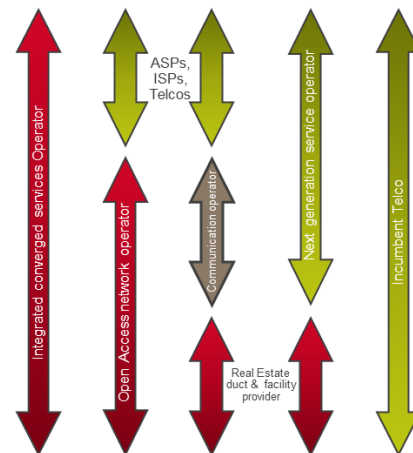 Integrated converged services Operator
ASPs,
ISPs,
Telcos
Open Access network operator
Communication operator
Real Estate
duct & facility
provider
Next generation service operator
Incumbent Telco